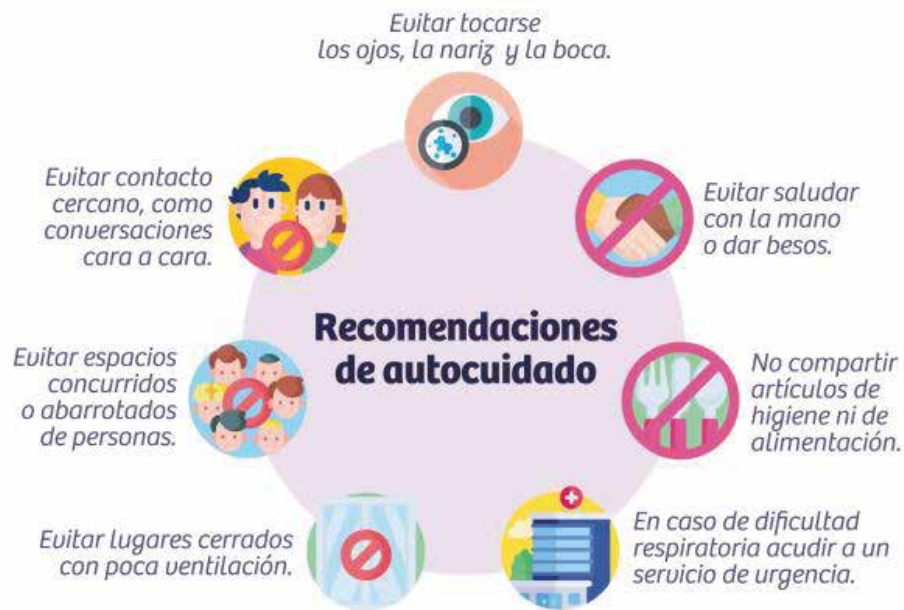 Evitar tocarse
los ojos, la nariz y la boca.
Evitar saludar
con la mano
o dar besos.
No compartir
artículos de
higiene ni de
alimentación.
En caso de dificultad
respiratoria acudir a un
servicio de urgencia.
Evitar lugares cerrados
con poca ventilación.
Evitar espacios
concurridos
o abarrotados
de personas.
Evitar contacto
cercano, como
conversaciones
cara a cara.
Recomendaciones
de autocuidado